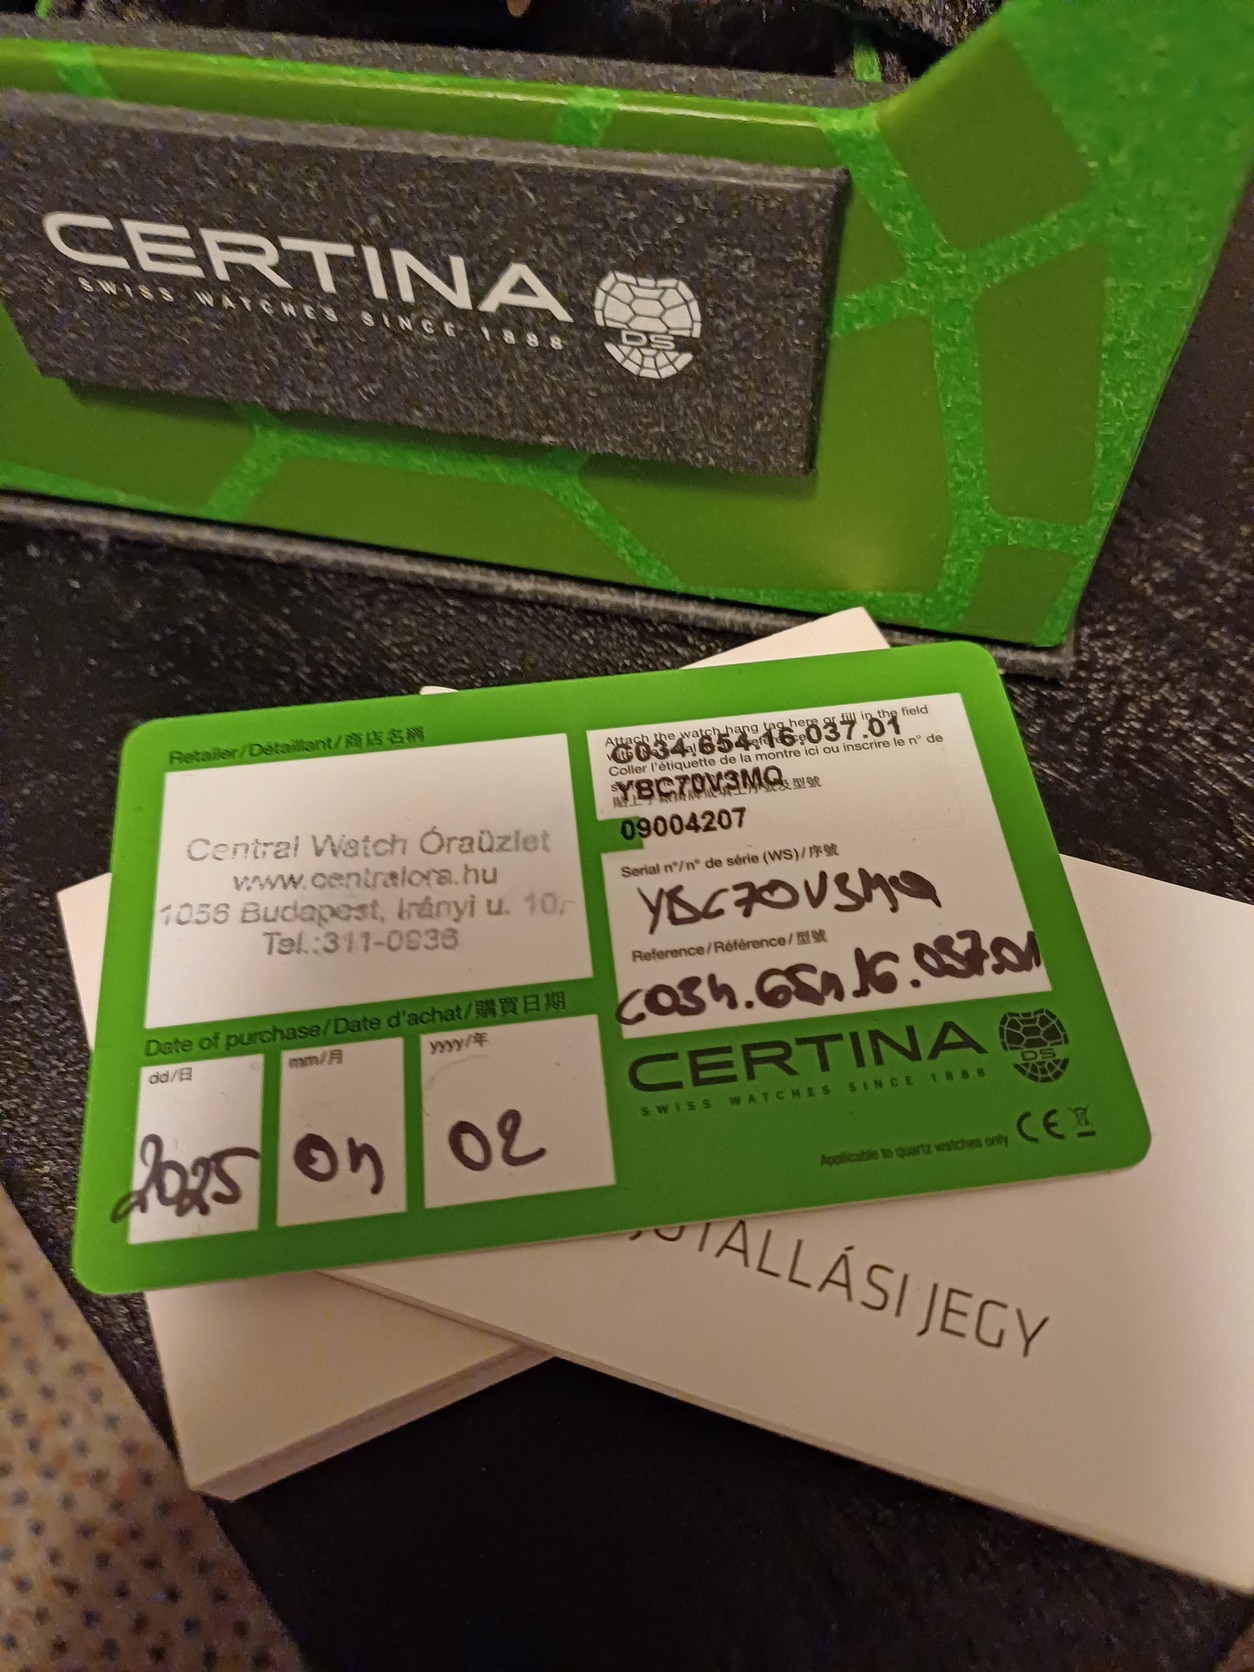 CERTINA
SWISS WATCHES SINCE 1888
DS
Retailer/Détaillant/商店名稱
Central Watch Óraüzlet
www.centralora.hu
1056 Budapest, Irányi u. 10,-
Tel.:311-0936
Date of purchase/Date d'achat/購買日期
dd/日
mm/月
yyyy/年
2025
04
02
Attach the watch hang tag here or fill in the field
C034.654.16.037.01
Coller l'étiquette de la montre ici ou inscrire le n° de
YBC70V3MQ
09004207
Serial n°/n° de série (WS)/序號
YBC70V3MQ
Reference/Référence/型號
C034.654.16.037.01
CERTINA
DS
SWISS WATCHES SINCE 1888
Applicable to quartz watches only CE
JÓTÁLLÁSI JEGY